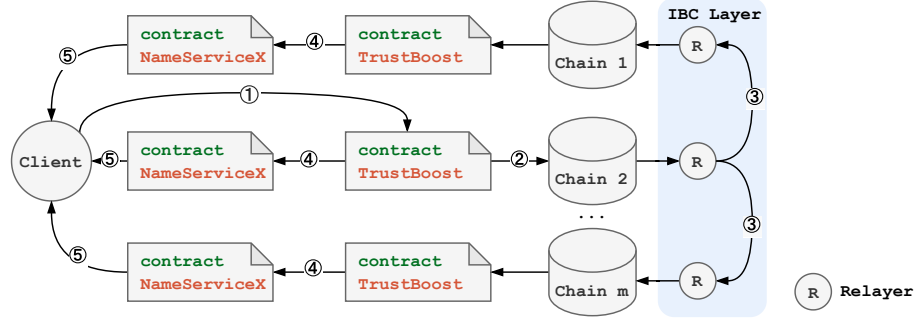 IBC Layer
⑤
contract
NameServiceX
④
contract
TrustBoost
Chain 1
R
①
③
Client
⑤
contract
NameServiceX
④
contract
TrustBoost
②
Chain 2
R
...
③
⑤
contract
NameServiceX
④
contract
TrustBoost
Chain m
R
R Relayer